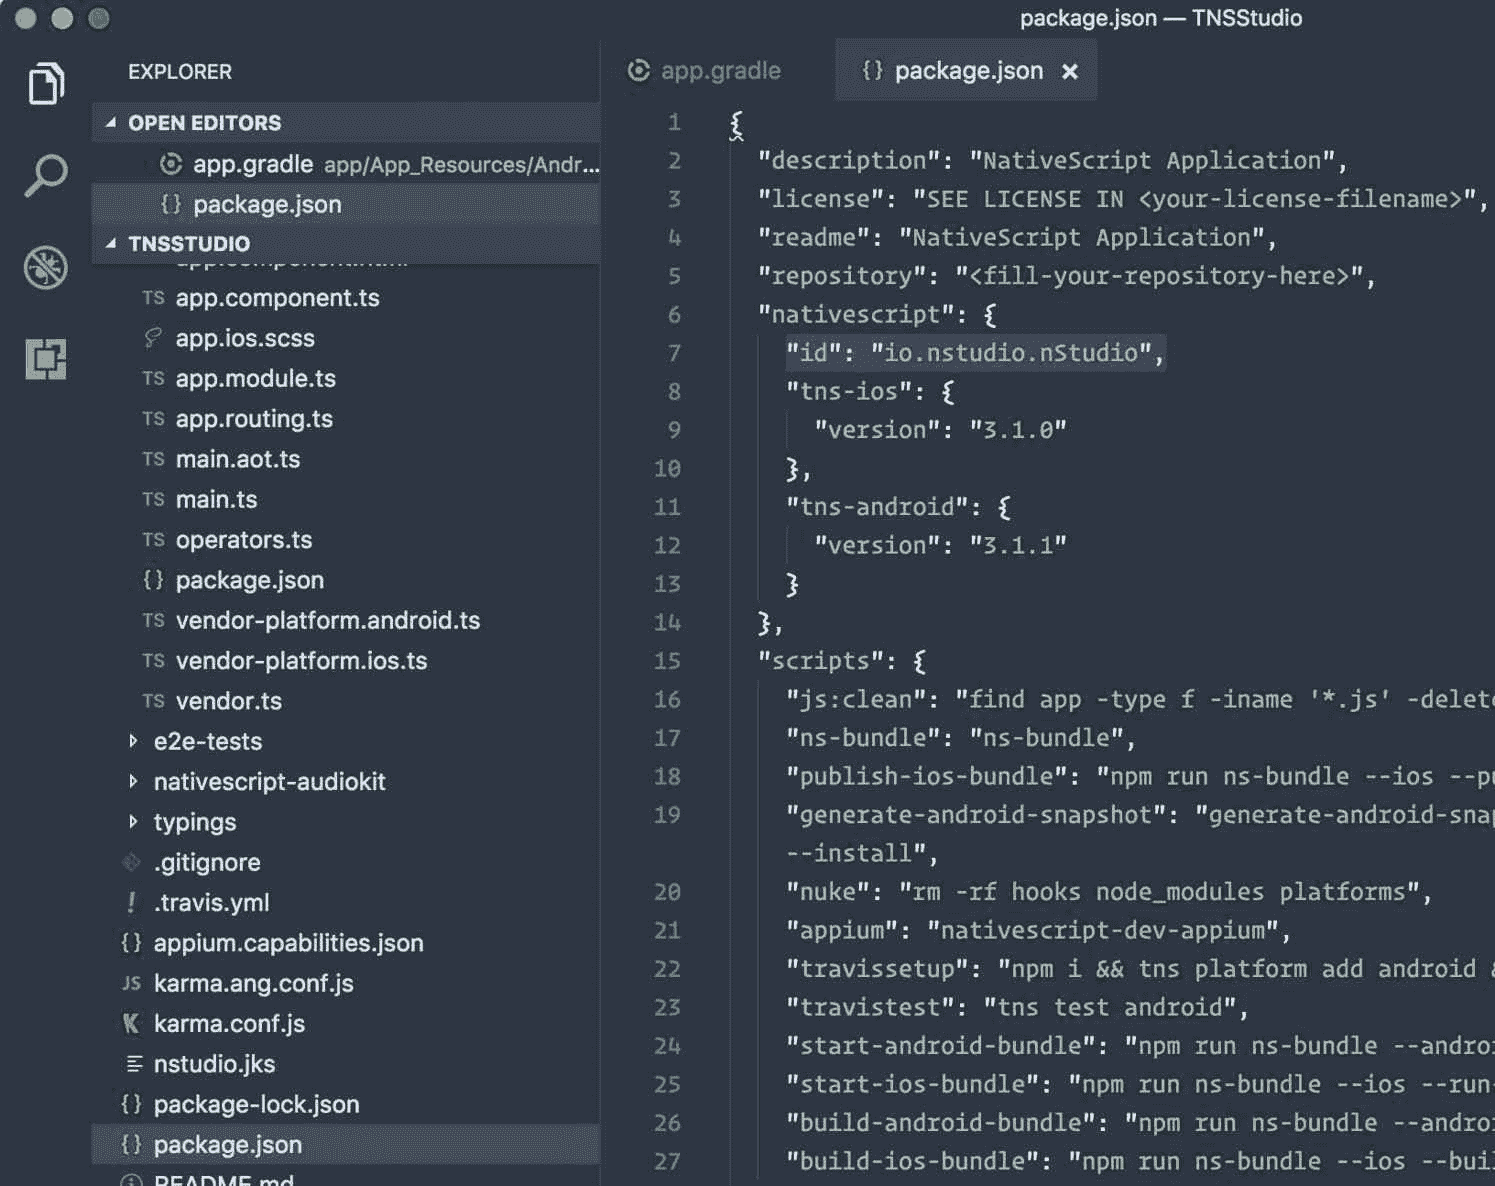 package.json — TNSStudio
EXPLORER
OPEN EDITORS
app.gradle app/App_Resources/Andr...
{} package.json
TNSSTUDIO
TS app.component.ts
app.ios.scss
TS app.module.ts
TS app.routing.ts
TS main.aot.ts
TS main.ts
TS operators.ts
{} package.json
TS vendor-platform.android.ts
TS vendor-platform.ios.ts
TS vendor.ts
e2e-tests
nativescript-audiokit
typings
.gitignore
! .travis.yml
{} appium.capabilities.json
JS karma.ang.conf.js
K karma.conf.js
nstudio.jks
{} package-lock.json
{} package.json
README.md
app.gradle
{} package.json ×
1 {
2 "description": "NativeScript Application",
3 "license": "SEE LICENSE IN <your-license-filename>",
4 "readme": "NativeScript Application",
5 "repository": "<fill-your-repository-here>",
6 "nativescript": {
7 "id": "io.nstudio.nStudio",
8 "tns-ios": {
9 "version": "3.1.0"
10 },
11 "tns-android": {
12 "version": "3.1.1"
13 }
14 },
15 "scripts": {
16 "js:clean": "find app -type f -iname '*.js' -delet
17 "ns-bundle": "ns-bundle",
18 "publish-ios-bundle": "npm run ns-bundle --ios --p
19 "generate-android-snapshot": "generate-android-sna
--install",
20 "nuke": "rm -rf hooks node_modules platforms",
21 "appium": "nativescript-dev-appium",
22 "travissetup": "npm i && tns platform add android
23 "travistest": "tns test android",
24 "start-android-bundle": "npm run ns-bundle --andro
25 "start-ios-bundle": "npm run ns-bundle --ios --run
26 "build-android-bundle": "npm run ns-bundle --andro
27 "build-ios-bundle": "npm run ns-bundle --ios --bui